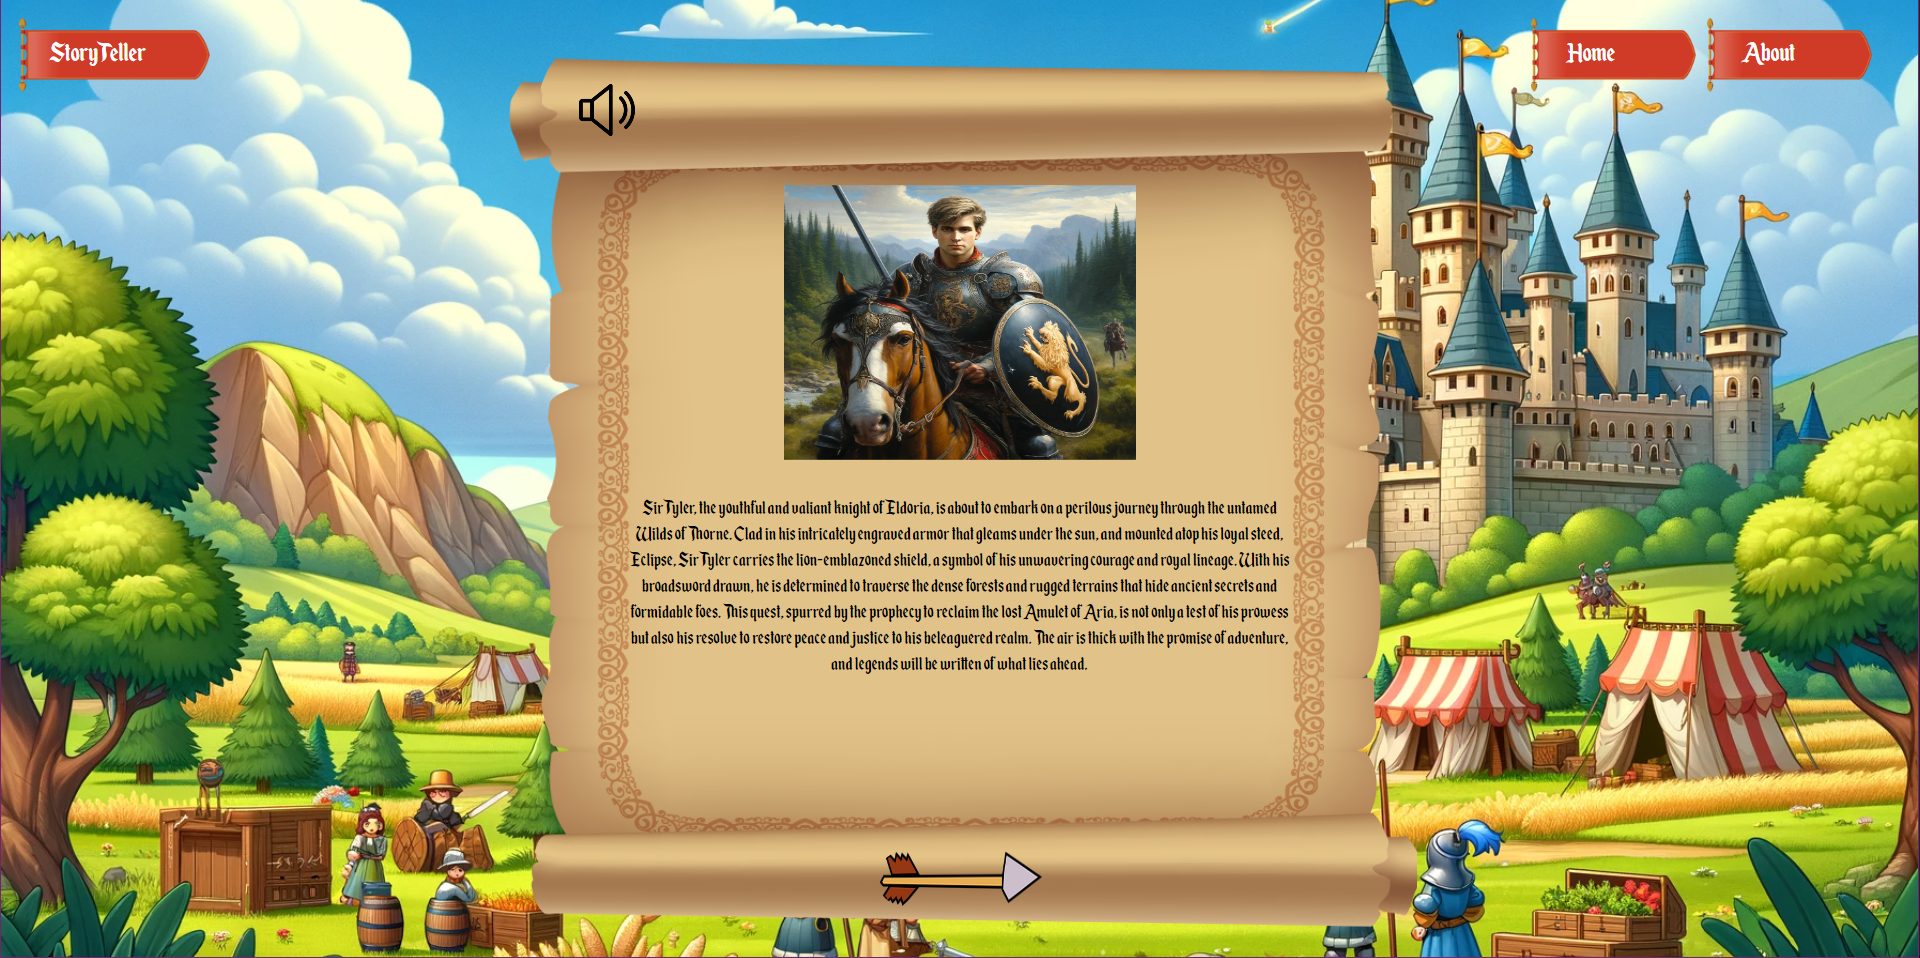 StoryTeller
Home
About
Sir Tyler, the youthful and valiant knight of Eldoria, is about to embark on a perilous journey through the untamed
Wilds of Thorne. Clad in his intricately engraved armor that gleams under the sun, and mounted atop his loyal steed,
Eclipse, Sir Tyler carries the lion-emblazoned shield, a symbol of his unwavering courage and royal lineage. With his
broadsword drawn, he is determined to traverse the dense forests and rugged terrains that hide ancient secrets and
formidable foes. This quest, spurred by the prophecy to reclaim the lost Amulet of Aria, is not only a test of his prowess
but also his resolve to restore peace and justice to his beleaguered realm. The air is thick with the promise of adventure,
and legends will be written of what lies ahead.